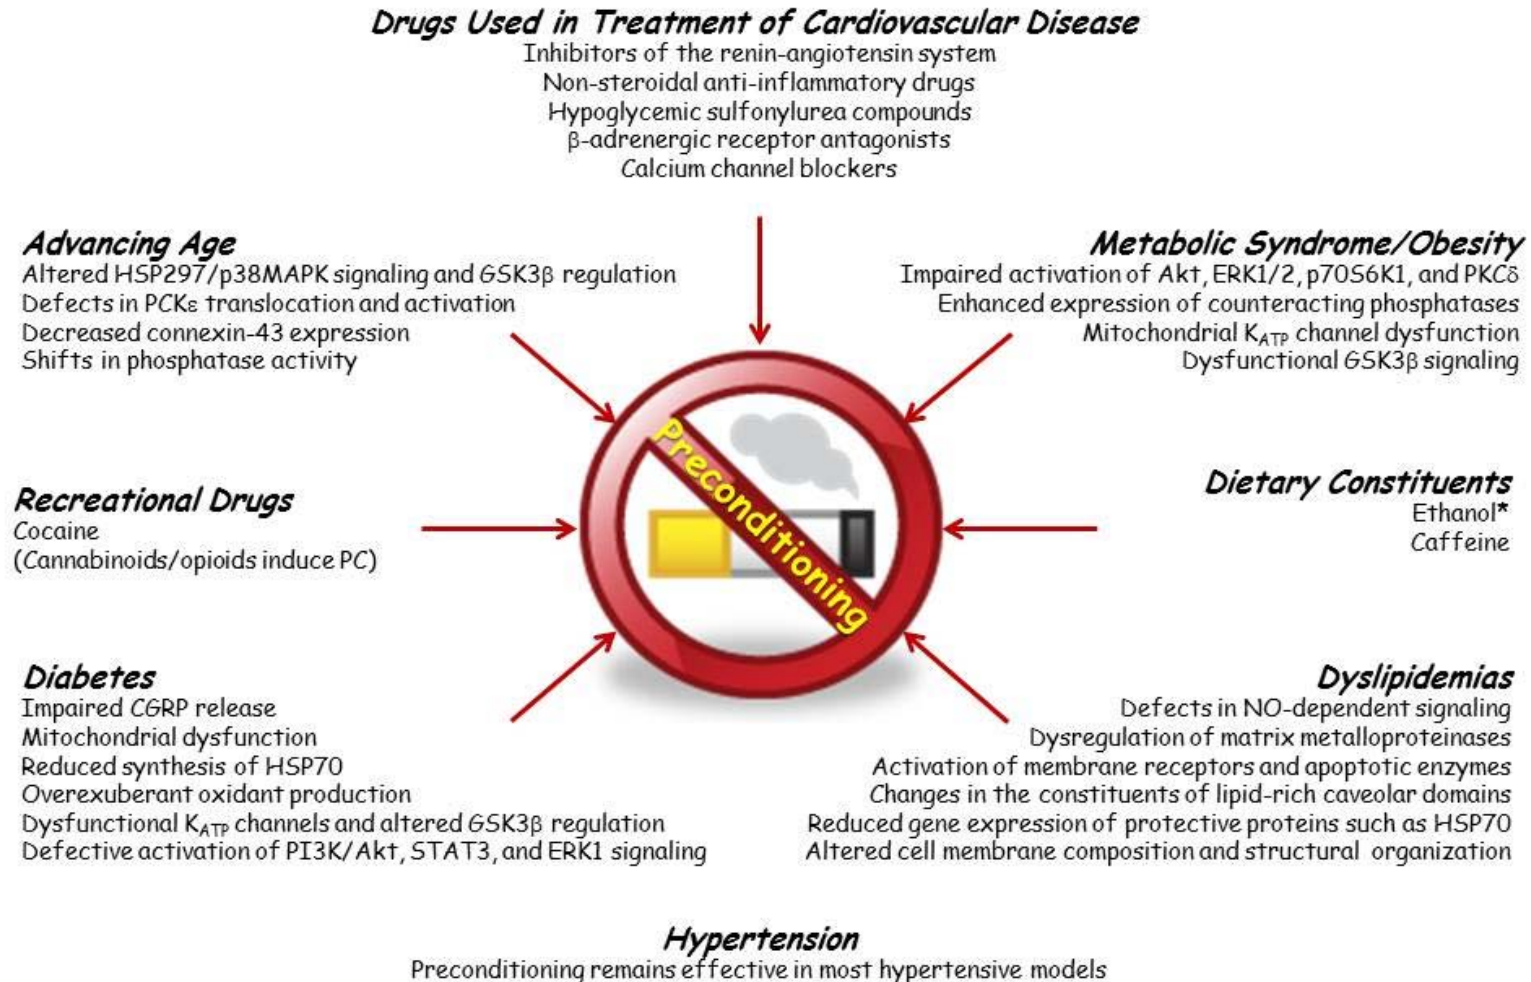 Drugs Used in Treatment of Cardiovascular Disease
Inhibitors of the renin-angiotensin system
Non-steroidal anti-inflammatory drugs
Hypoglycemic sulfonylurea compounds
β-adrenergic receptor antagonists
Calcium channel blockers
Advancing Age
Altered HSP297/p38MAPK signaling and GSK3β regulation
Defects in PCKε translocation and activation
Decreased connexin-43 expression
Shifts in phosphatase activity
Metabolic Syndrome/Obesity
Impaired activation of Akt, ERK1/2, p70S6K1, and PKCδ
Enhanced expression of counteracting phosphatases
Mitochondrial K_ATP channel dysfunction
Dysfunctional GSK3β signaling
Preconditioning
Recreational Drugs
Cocaine
(Cannabinoids/opioids induce PC)
Dietary Constituents
Ethanol*
Caffeine
Diabetes
Impaired CGRP release
Mitochondrial dysfunction
Reduced synthesis of HSP70
Overexuberant oxidant production
Dysfunctional K_ATP channels and altered GSK3β regulation
Defective activation of PI3K/Akt, STAT3, and ERK1 signaling
Dyslipidemias
Defects in NO-dependent signaling
Dysregulation of matrix metalloproteinases
Activation of membrane receptors and apoptotic enzymes
Changes in the constituents of lipid-rich caveolar domains
Reduced gene expression of protective proteins such as HSP70
Altered cell membrane composition and structural organization
Hypertension
Preconditioning remains effective in most hypertensive models